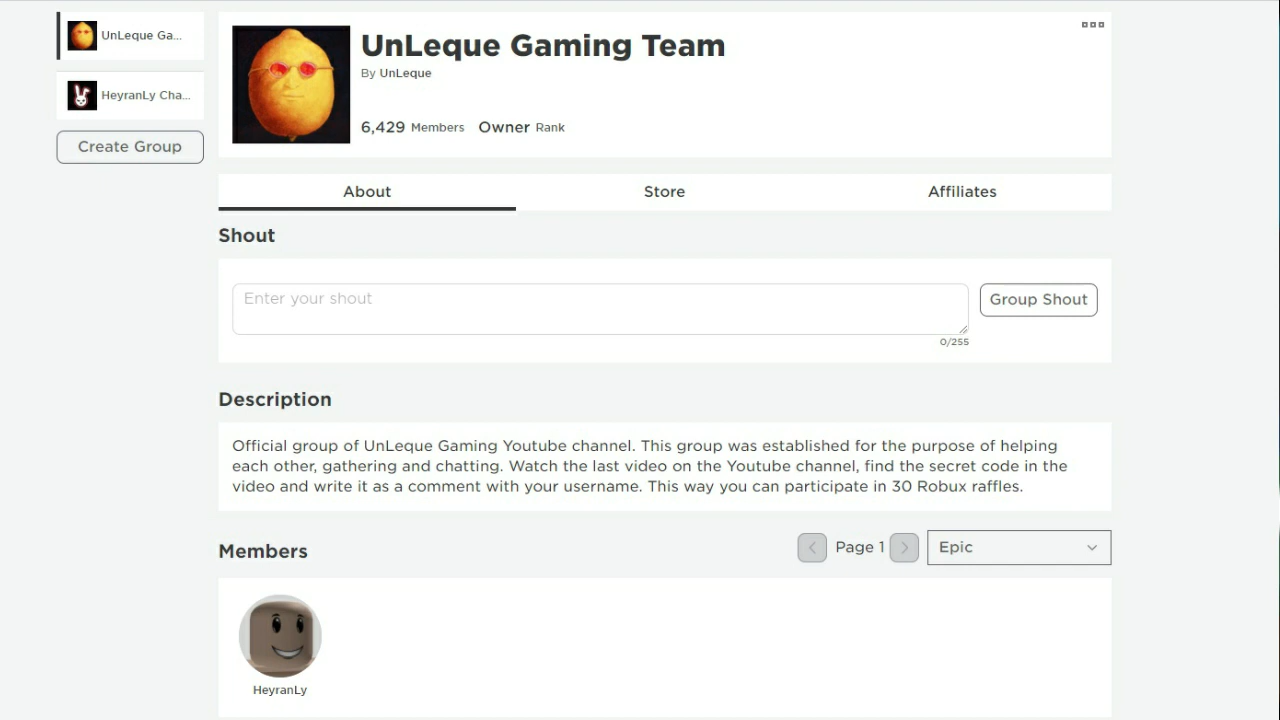 UnLeque Ga...
HeyranLy Cha...
Create Group
UnLeque Gaming Team
By UnLeque
6,429 Members Owner Rank
About Store Affiliates
Shout
Enter your shout
Group Shout
0/255
Description
Official group of UnLeque Gaming Youtube channel. This group was established for the purpose of helping
each other, gathering and chatting. Watch the last video on the Youtube channel, find the secret code in the
video and write it as a comment with your username. This way you can participate in 30 Robux raffles.
Members
Page 1
Epic
HeyranLy